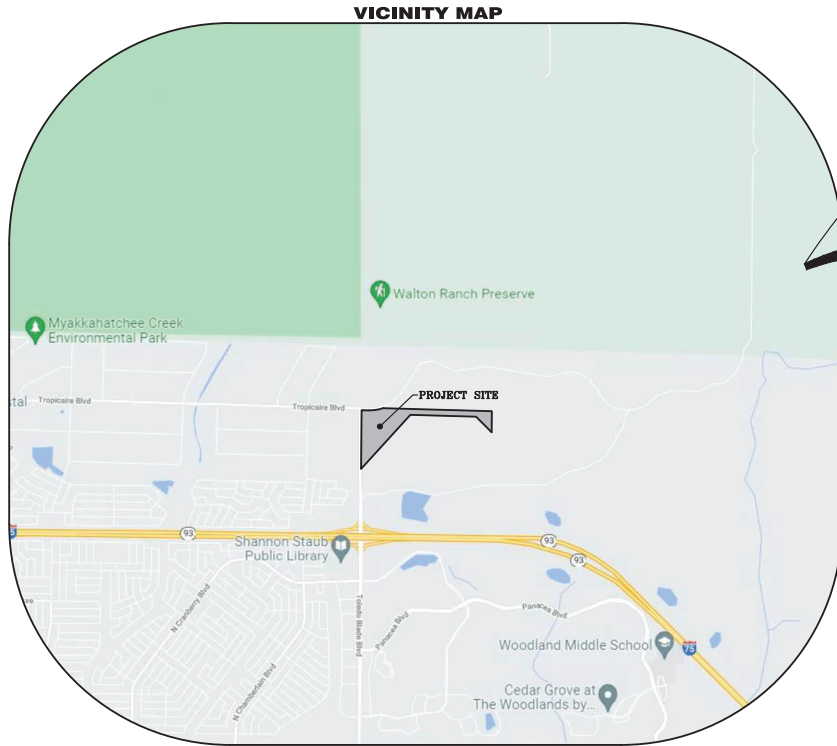 VICINITY MAP
Walton Ranch Preserve
Myakkahatchee Creek
Environmental Park
stal
Tropicaire Blvd
Tropicaire Blvd
PROJECT SITE
93
Shannon Staub
Public Library
93
93
N Cranberry Blvd
Toledo Blade Blvd
Panacea Blvd
Panacea Blvd
ve
N Chamberlain Blvd
Woodland Middle School
75
Cedar Grove at
The Woodlands by...